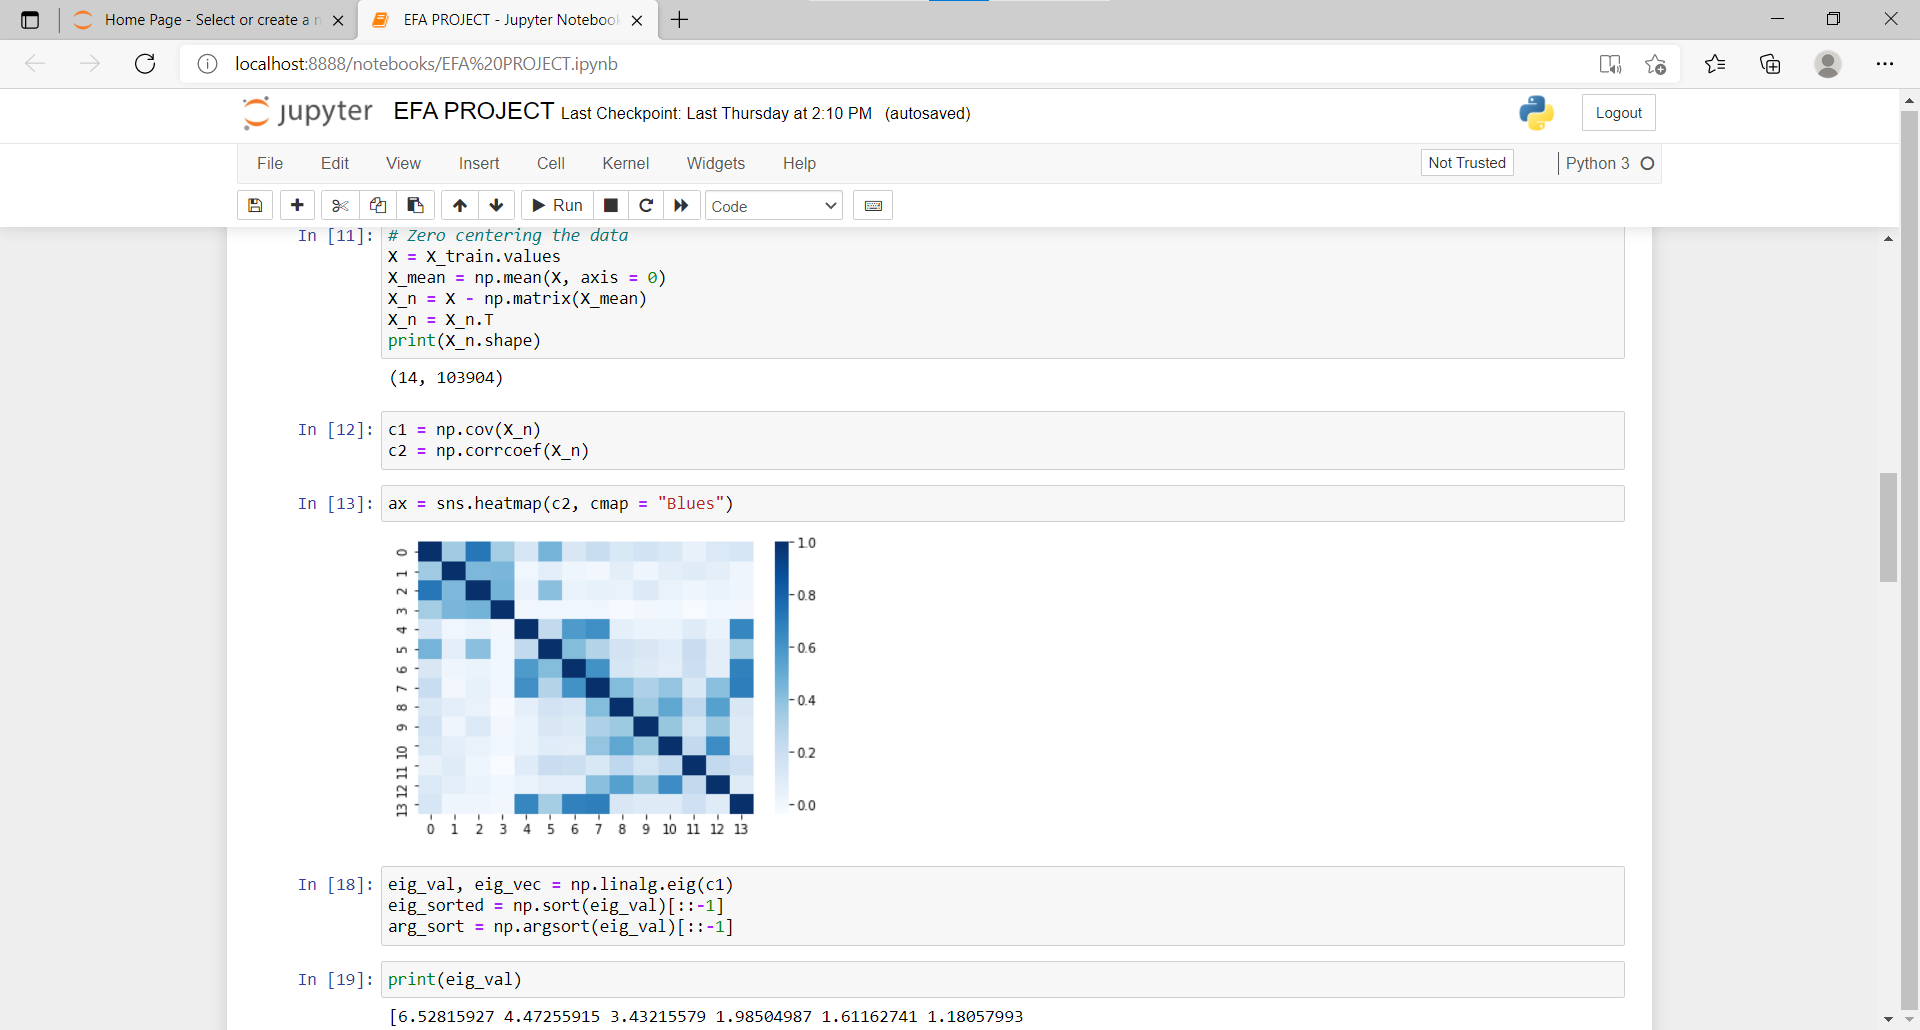 Home Page - Select or create a n
EFA PROJECT - Jupyter Notebook
localhost:8888/notebooks/EFA%20PROJECT.ipynb
jupyter EFA PROJECT Last Checkpoint: Last Thursday at 2:10 PM (autosaved)
Logout
File Edit View Insert Cell Kernel Widgets Help
Not Trusted
Python 3
Run
Code
In [11]: # Zero centering the data
X = X_train.values
X_mean = np.mean(X, axis = 0)
X_n = X - np.matrix(X_mean)
X_n = X_n.T
print(X_n.shape)
(14, 103904)
In [12]: c1 = np.cov(X_n)
c2 = np.corrcoef(X_n)
In [13]: ax = sns.heatmap(c2, cmap = "Blues")
0
1
2
3
4
5
6
7
8
9
10
11
12
13
0 1 2 3 4 5 6 7 8 9 10 11 12 13
1.0
0.8
0.6
0.4
0.2
0.0
In [18]: eig_val, eig_vec = np.linalg.eig(c1)
eig_sorted = np.sort(eig_val)[::-1]
arg_sort = np.argsort(eig_val)[::-1]
In [19]: print(eig_val)
[6.52815927 4.47255915 3.43215579 1.98504987 1.61162741 1.18057993